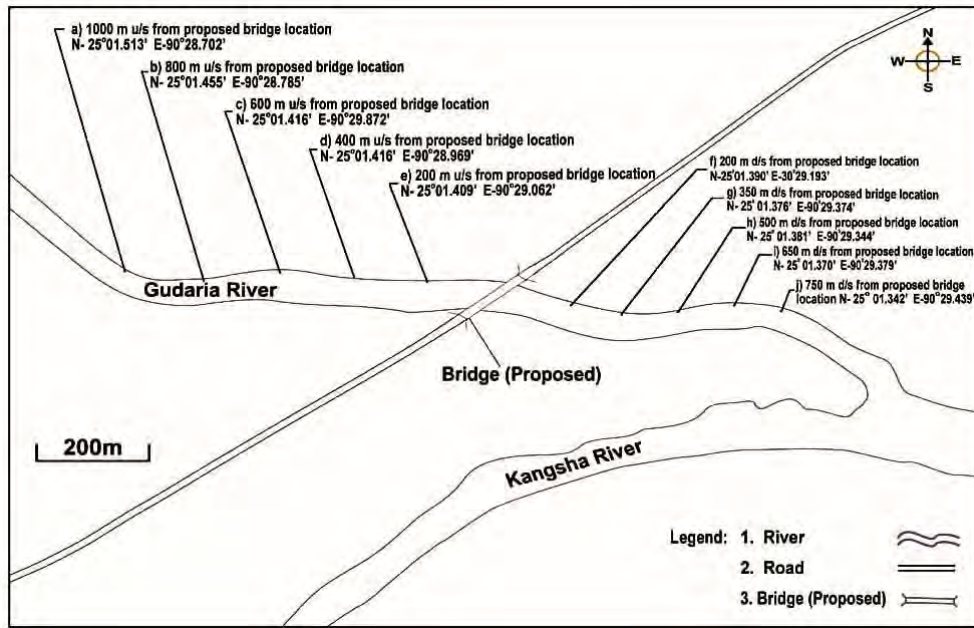 a) 1000 m u/s from proposed bridge location
N- 25°01.513' E-90°28.702'
b) 800 m u/s from proposed bridge location
N- 25°01.455' E-90°28.785'
c) 600 m u/s from proposed bridge location
N- 25°01.416' E-90°29.872'
d) 400 m u/s from proposed bridge location
N- 25°01.416' E-90°28.969'
e) 200 m u/s from proposed bridge location
N- 25°01.409' E-90°29.062'
N
W E
S
f) 200 m d/s from proposed bridge location
N-25°01.390' E-30°29.193'
g) 350 m d/s from proposed bridge location
N- 25°01.376' E-90°29.374'
h) 500 m d/s from proposed bridge location
N- 25°01.381' E-90°29.344'
i) 650 m d/s from proposed bridge location
N- 25°01.370' E-90°29.379'
j) 750 m d/s from proposed bridge
location N- 25° 01.342' E-90°29.439'
Gudaria River
Bridge (Proposed)
200m
Kangsha River
Legend: 1. River
2. Road
3. Bridge (Proposed)